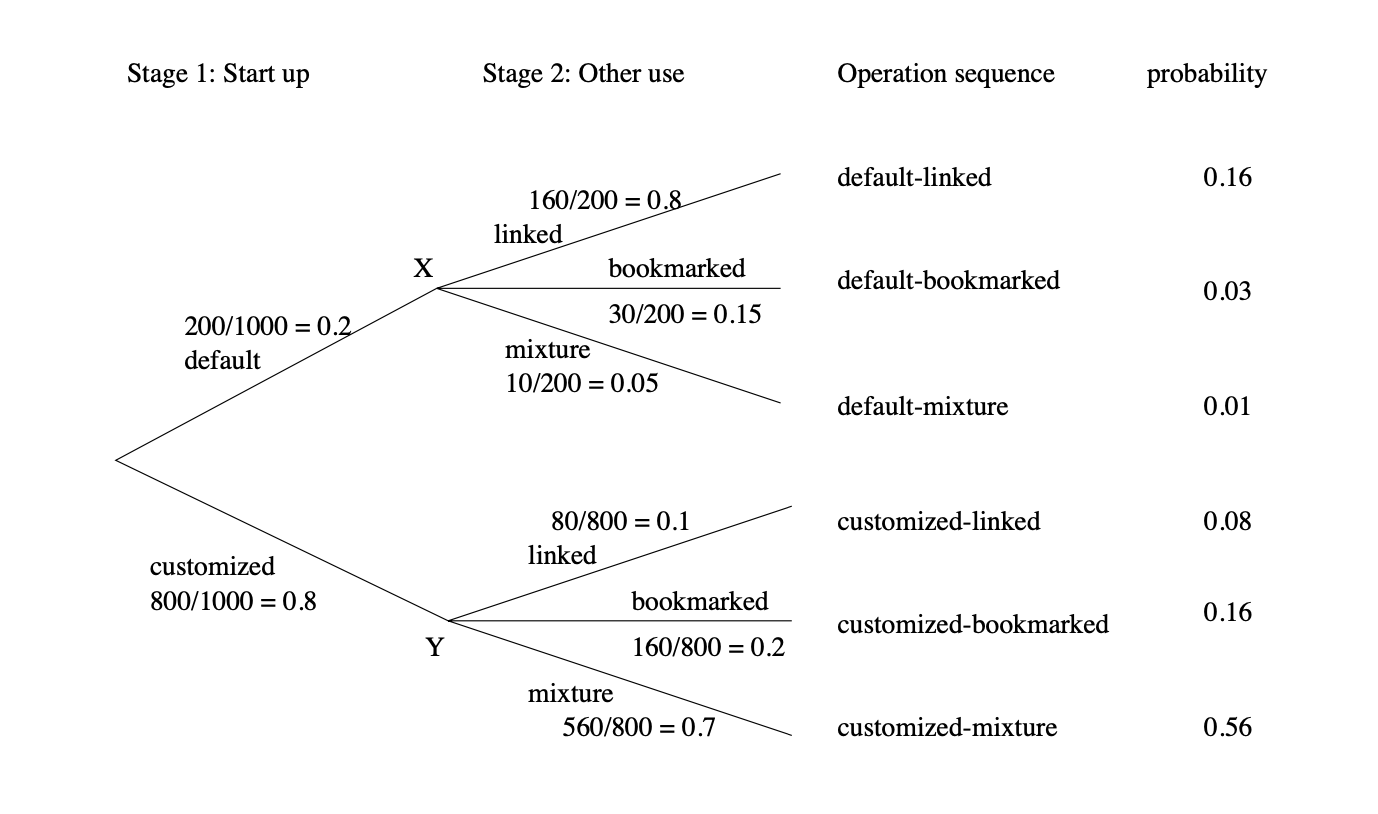 Stage 1: Start up
Stage 2: Other use
Operation sequence
probability
160/200 = 0.8
linked
default-linked
0.16
X
bookmarked
30/200 = 0.15
default-bookmarked
0.03
200/1000 = 0.2
default
mixture
10/200 = 0.05
default-mixture
0.01
80/800 = 0.1
linked
customized-linked
0.08
customized
800/1000 = 0.8
bookmarked
160/800 = 0.2
customized-bookmarked
0.16
Y
mixture
560/800 = 0.7
customized-mixture
0.56